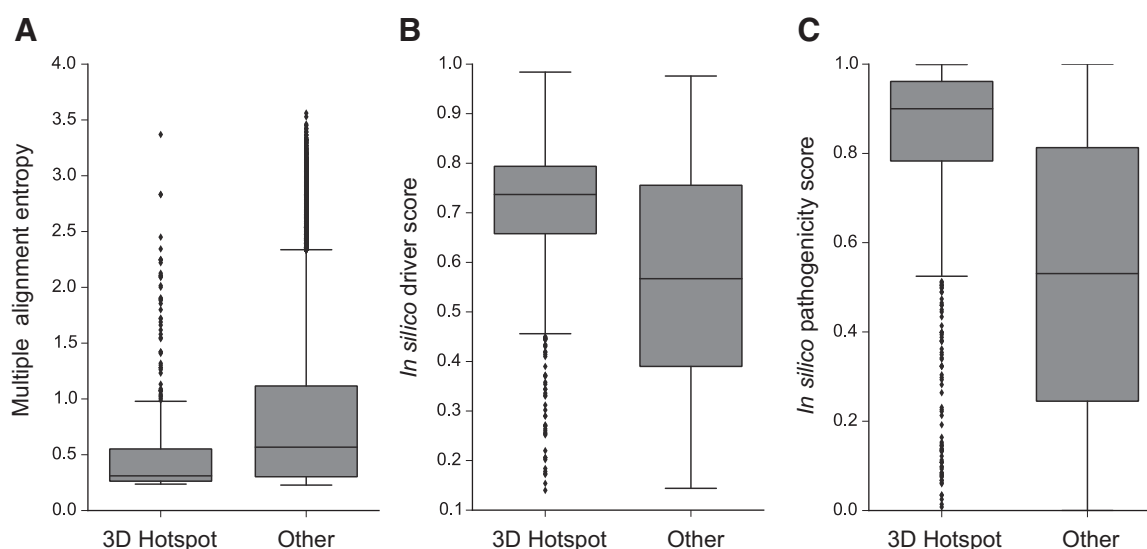 A
Multiple alignment entropy
4.0
3.5
3.0
2.5
2.0
1.5
1.0
0.5
0.0
3D Hotspot
Other
B
In silico driver score
1.0
0.9
0.8
0.7
0.6
0.5
0.4
0.3
0.2
0.1
3D Hotspot
Other
C
In silico pathogenicity score
1.0
0.8
0.6
0.4
0.2
0.0
3D Hotspot
Other